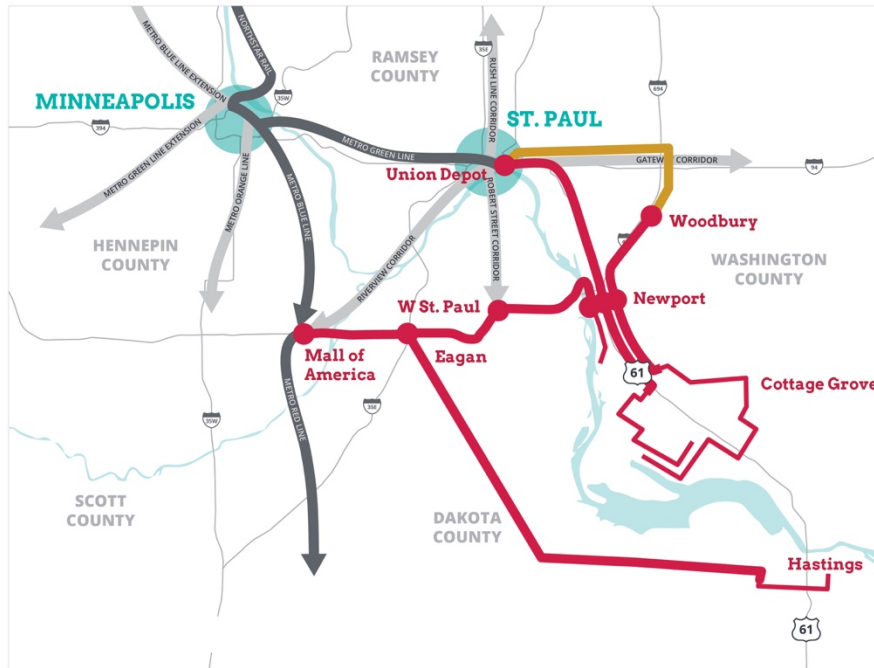 NORTHSTAR RAIL
METRO BLUE LINE EXTENSION
RAMSEY
COUNTY
35E
RUSH LINE CORRIDOR
694
35W
MINNEAPOLIS
ST. PAUL
394
METRO GREEN LINE EXTENSION
METRO ORANGE LINE
METRO GREEN LINE
METRO BLUE LINE
Union Depot
GATEWAY CORRIDOR
94
ROBERT STREET CORRIDOR
RIVERVIEW CORRIDOR
Woodbury
HENNEPIN
COUNTY
WASHINGTON
COUNTY
W St. Paul
Newport
Mall of
America
Eagan
61
Cottage Grove
METRO RED LINE
35W
35E
SCOTT
COUNTY
DAKOTA
COUNTY
Hastings
61